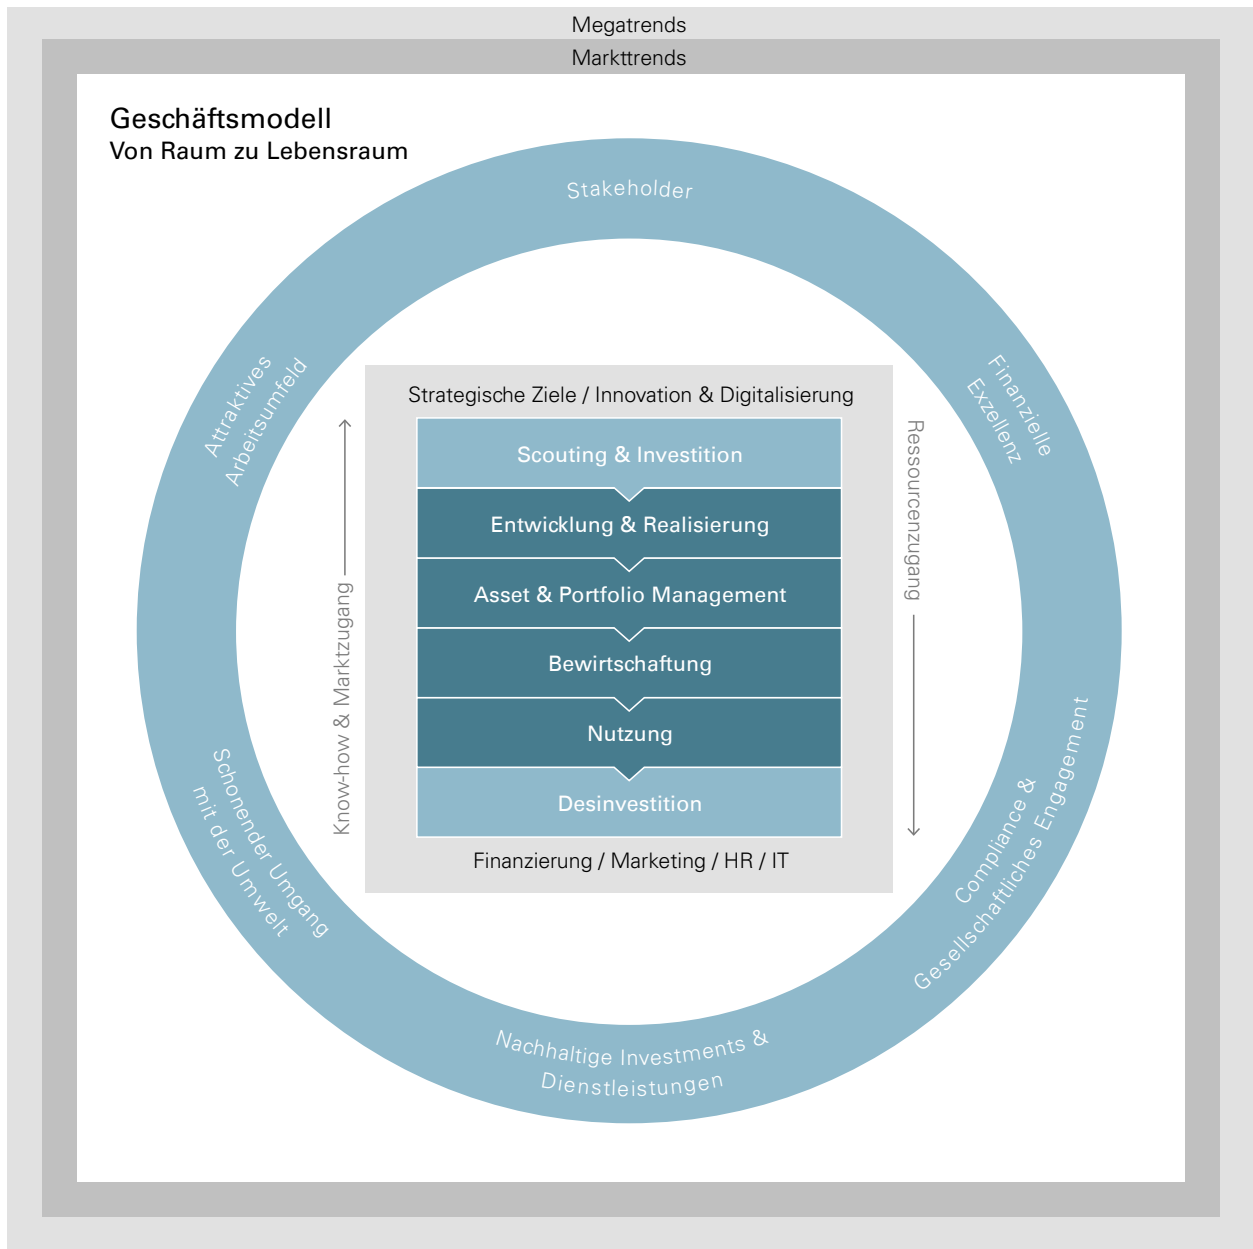 Megatrends
Markttrends
Geschäftsmodell
Von Raum zu Lebensraum
Stakeholder
Attraktives
Arbeitsumfeld
Finanzielle
Exzellenz
Strategische Ziele / Innovation & Digitalisierung
Scouting & Investition
Entwicklung & Realisierung
Asset & Portfolio Management
Bewirtschaftung
Nutzung
Desinvestition
Finanzierung / Marketing / HR / IT
Know-how & Marktzugang
Ressourcenzugang
Schonender Umgang
mit der Umwelt
Compliance &
Gesellschaftliches Engagement
Nachhaltige Investments &
Dienstleistungen